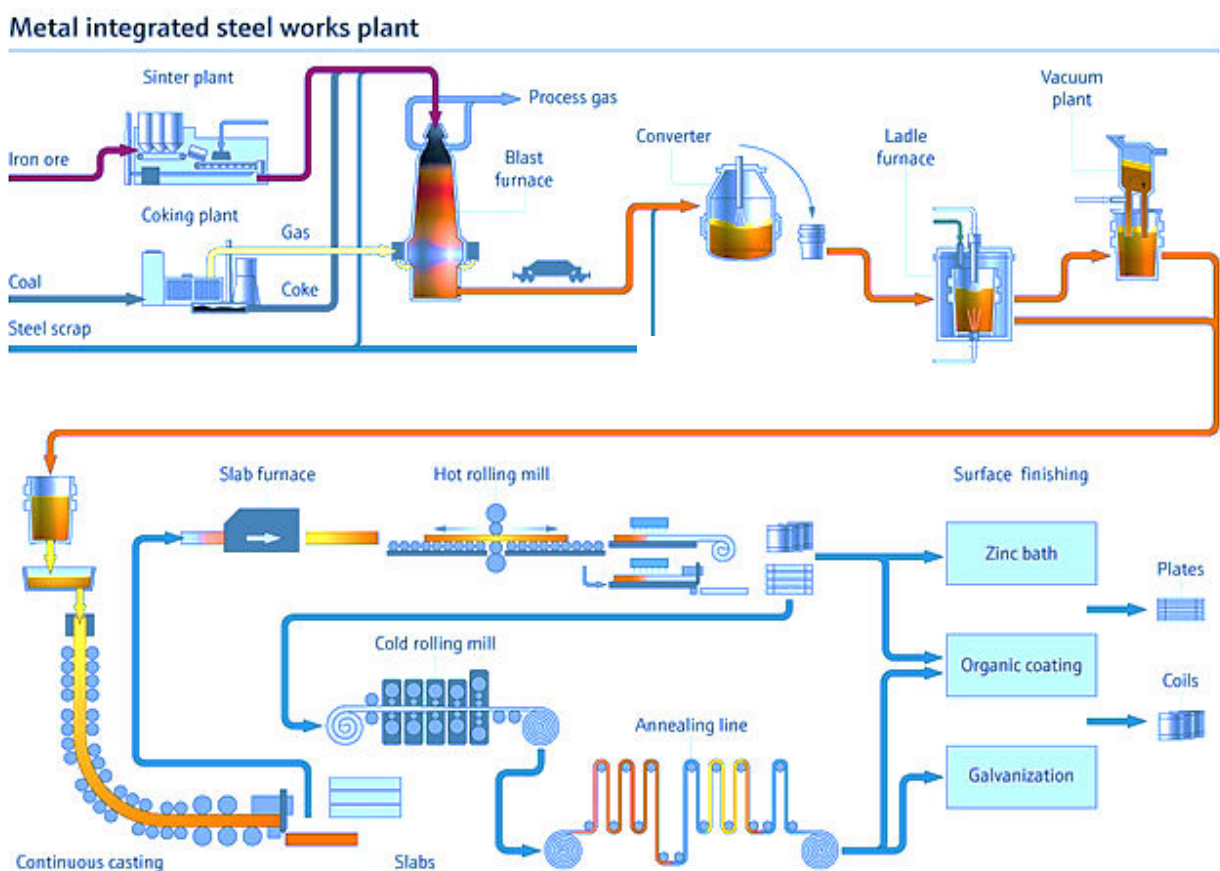 Metal integrated steel works plant
Sinter plant
Process gas
Vacuum
plant
Iron ore
Blast
furnace
Converter
Ladle
furnace
Coking plant
Gas
Coal
Coke
Steel scrap
Slab furnace
Hot rolling mill
Surface finishing
Zinc bath
Plates
Cold rolling mill
Organic coating
Coils
Annealing line
Galvanization
Continuous casting
Slabs